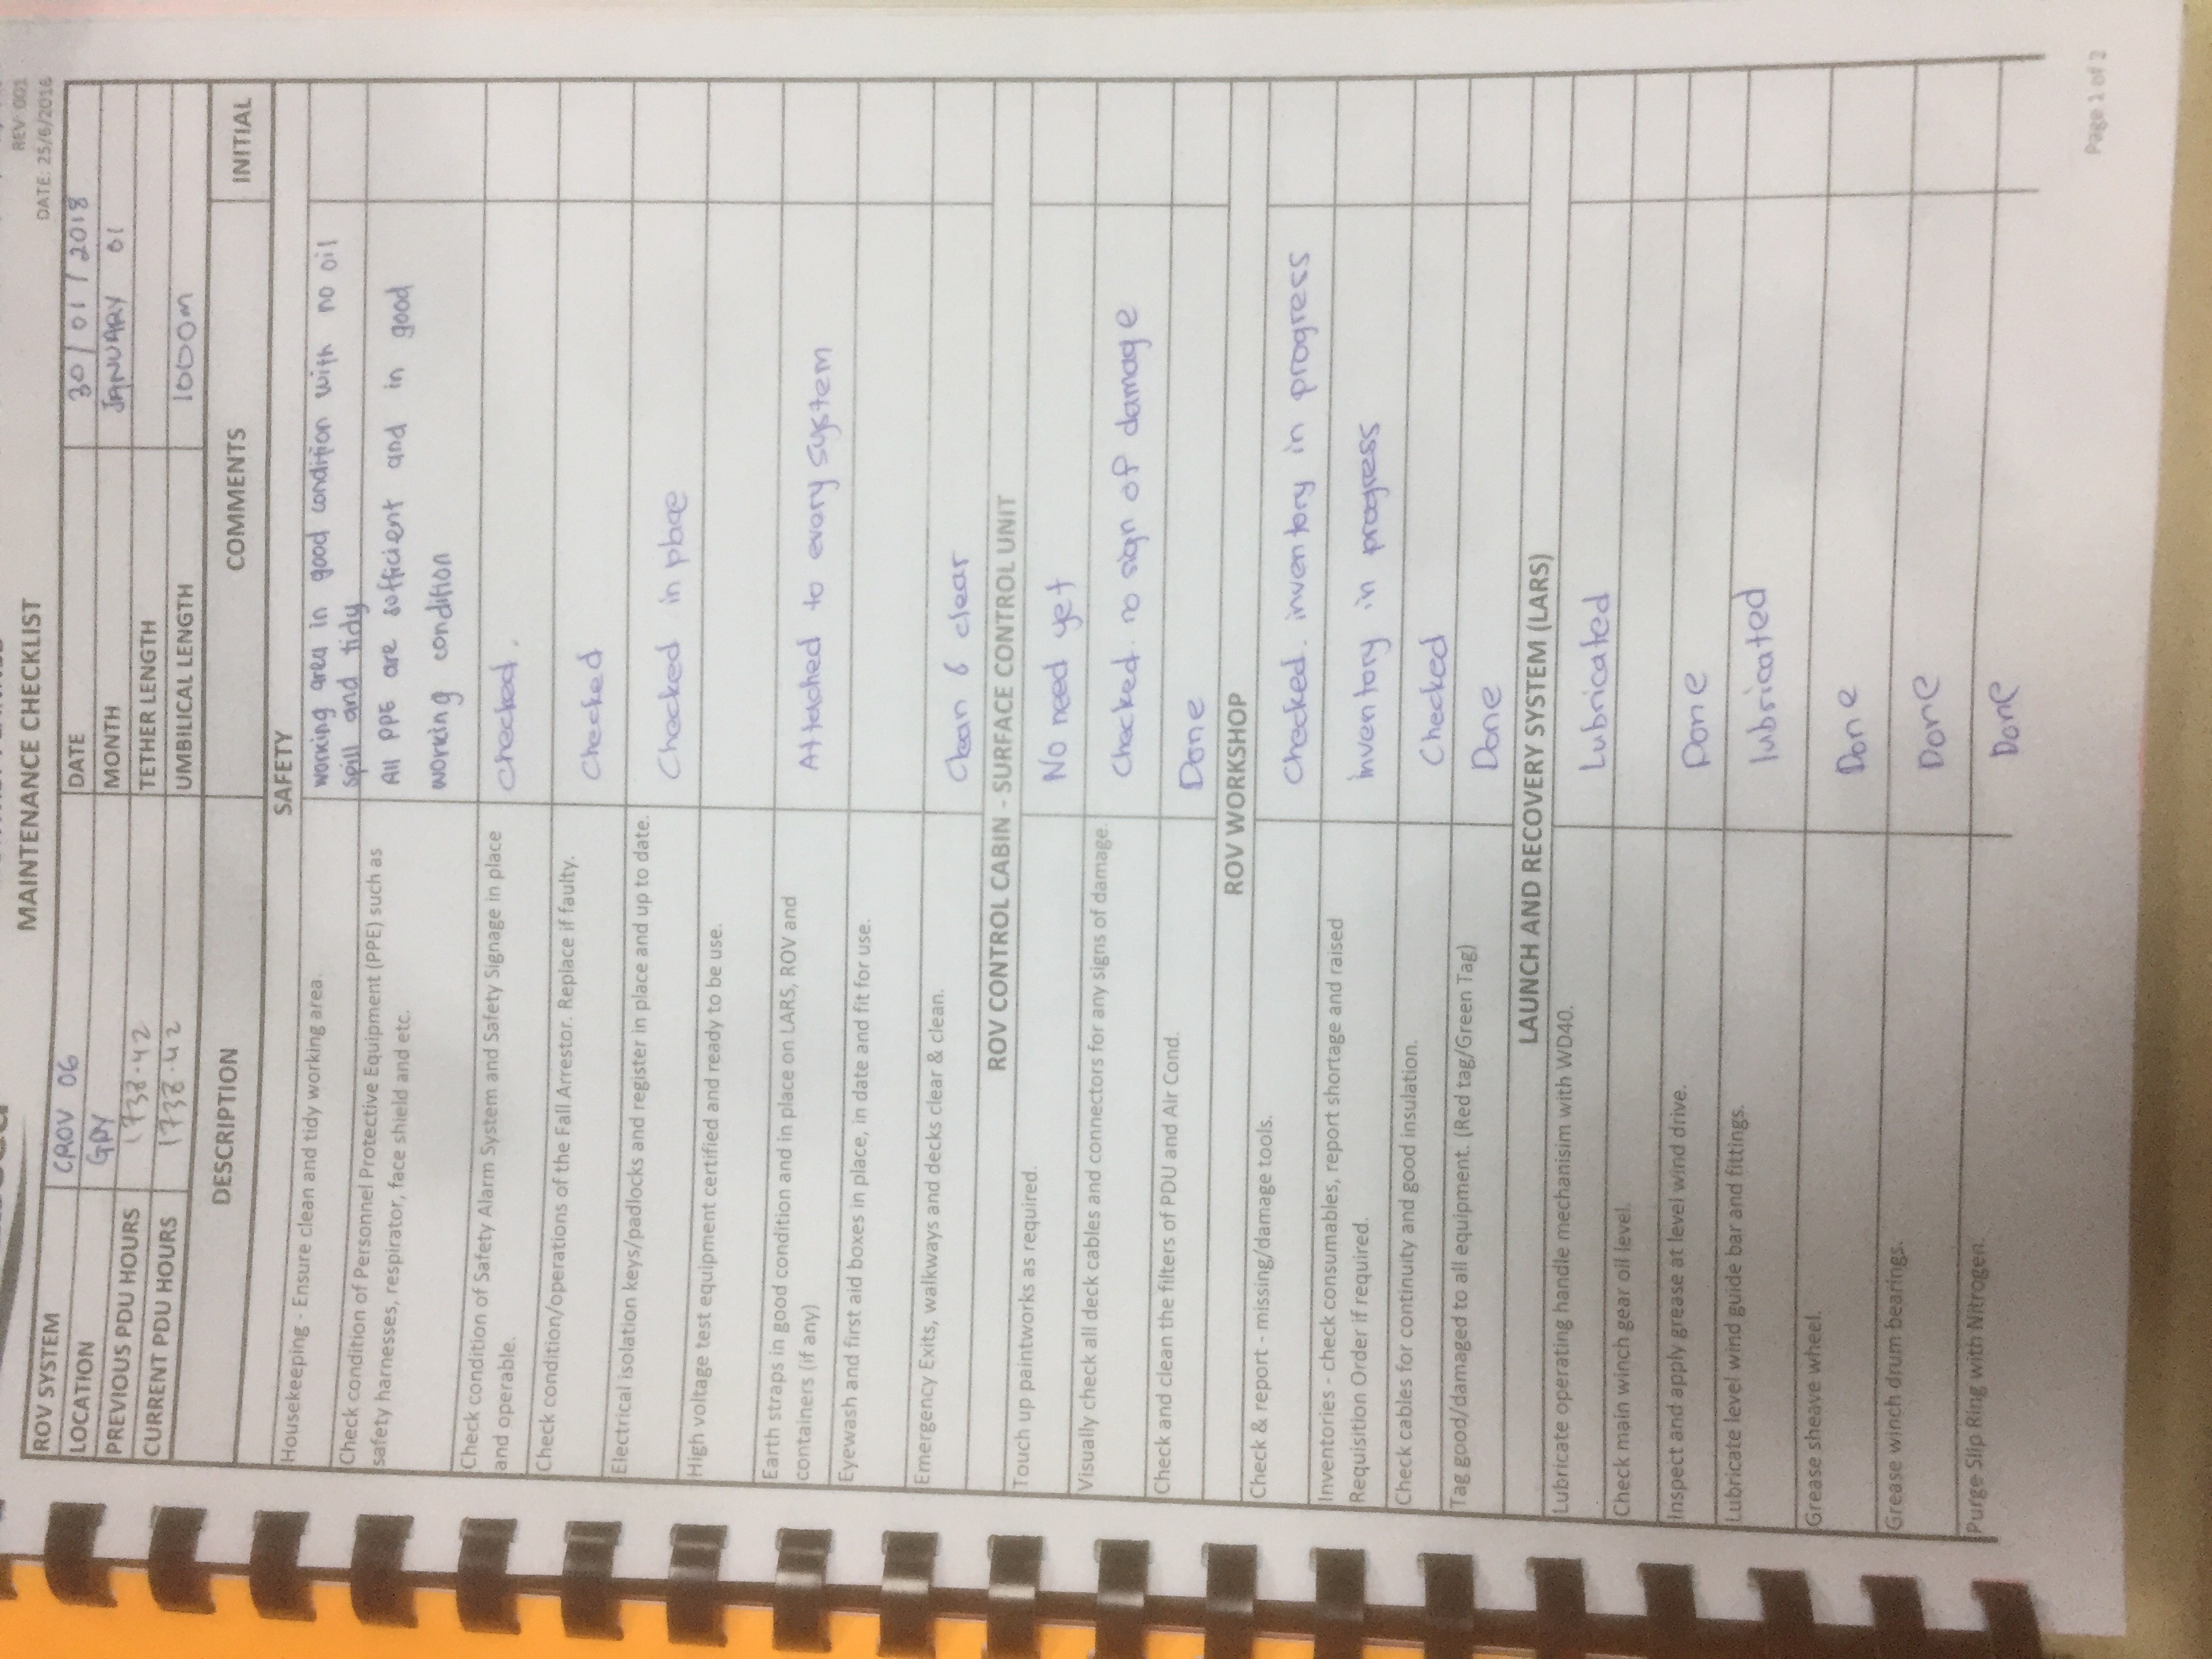 MAINTENANCE CHECKLIST
REV 001
DATE: 25/6/2016
ROV SYSTEM CROV 06 DATE 30/01/2018
LOCATION GPY MONTH JANUARY 01
PREVIOUS PDU HOURS 1738.42 TETHER LENGTH
CURRENT PDU HOURS 1738.42 UMBILICAL LENGTH 1000m
DESCRIPTION COMMENTS INITIAL
SAFETY
Housekeeping - Ensure clean and tidy working area.
working area in good condition with no oil
spill and tidy
Check condition of Personnel Protective Equipment (PPE) such as
safety harnesses, respirator, face shield and etc.
All PPE are sufficient and in good
working condition
Check condition of Safety Alarm System and Safety Signage in place
and operable.
checked.
Check condition/operations of the Fall Arrestor. Replace if faulty.
Checked
Electrical isolation keys/padlocks and register in place and up to date.
Checked in place
High voltage test equipment certified and ready to be use.
Earth straps in good condition and in place on LARS, ROV and
containers (if any)
Attached to every system
Eyewash and first aid boxes in place, in date and fit for use.
Emergency Exits, walkways and decks clear & clean.
Clean & clear
ROV CONTROL CABIN - SURFACE CONTROL UNIT
Touch up paintworks as required.
No need yet
Visually check all deck cables and connectors for any signs of damage.
Checked. no sign of damage
Check and clean the filters of PDU and Air Cond.
Done
ROV WORKSHOP
Check & report - missing/damage tools.
Checked. inventory in progress
Inventories - check consumables, report shortage and raised
Requisition Order if required.
inventory in progress
Check cables for continuity and good insulation.
Checked
Tag good/damaged to all equipment. (Red tag/Green Tag)
Done
LAUNCH AND RECOVERY SYSTEM (LARS)
Lubricate operating handle mechanisim with WD40.
Lubricated
Check main winch gear oil level.
Inspect and apply grease at level wind drive.
Done
Lubricate level wind guide bar and fittings.
lubricated
Grease sheave wheel.
Done
Grease winch drum bearings.
Done
Purge Slip Ring with Nitrogen.
Done
Page 1 of 2